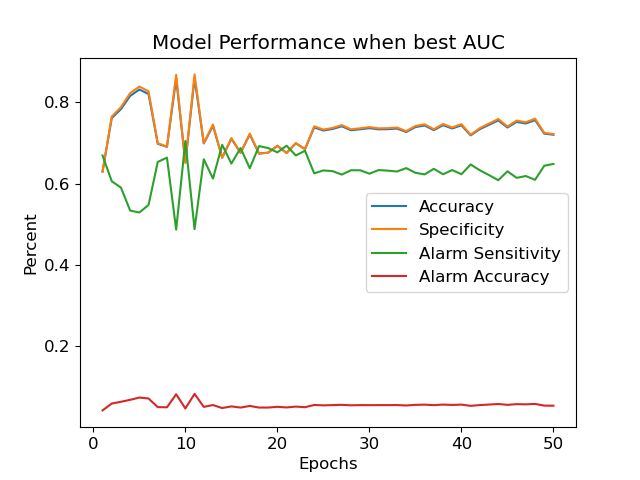 Model Performance when best AUC
Percent
0.8
0.6
0.4
0.2
Accuracy
Specificity
Alarm Sensitivity
Alarm Accuracy
0 10 20 30 40 50
Epochs